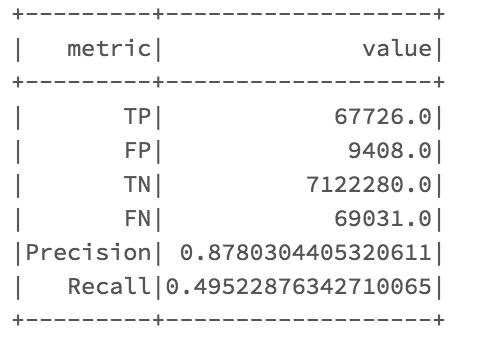 +---------+-------------------+
|   metric|              value|
+---------+-------------------+
|       TP|            67726.0|
|       FP|             9408.0|
|       TN|          7122280.0|
|       FN|            69031.0|
|Precision| 0.8780304405320611|
|   Recall|0.49522876342710065|
+---------+-------------------+